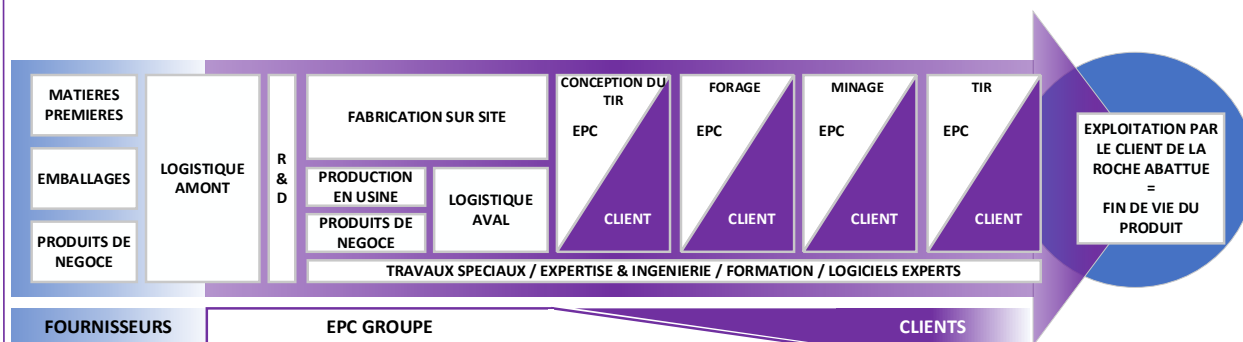 MATIERES
PREMIERES
EMBALLAGES
PRODUITS DE
NEGOCE
LOGISTIQUE
AMONT
R
&
D
FABRICATION SUR SITE
PRODUCTION
EN USINE
PRODUITS DE
NEGOCE
LOGISTIQUE
AVAL
CONCEPTION DU
TIR
EPC
CLIENT
FORAGE
EPC
CLIENT
MINAGE
EPC
CLIENT
TIR
EPC
CLIENT
TRAVAUX SPECIAUX / EXPERTISE & INGENIERIE / FORMATION / LOGICIELS EXPERTS
EXPLOITATION PAR
LE CLIENT DE LA
ROCHE ABATTUE
=
FIN DE VIE DU
PRODUIT
FOURNISSEURS
EPC GROUPE
CLIENTS